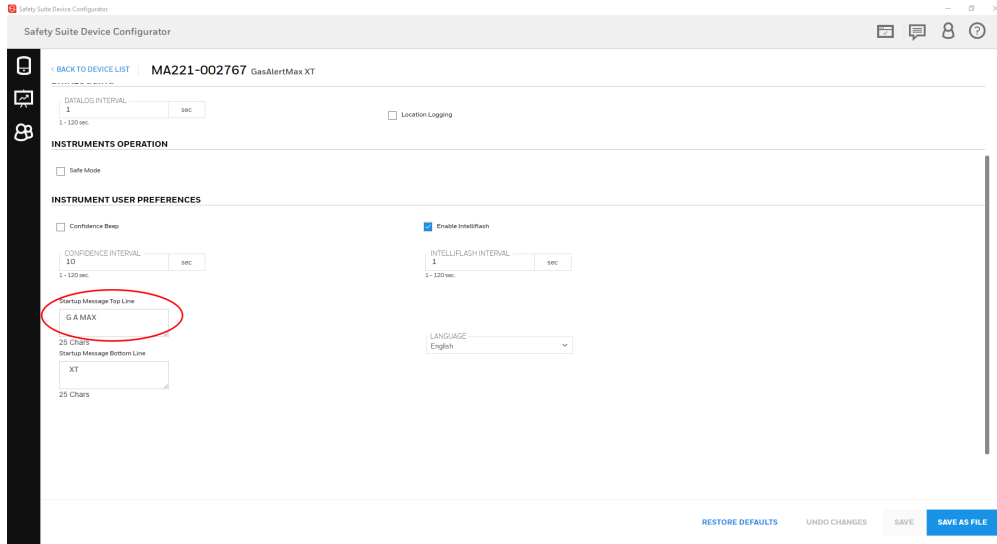 Safety Suite Device Configurator
Safety Suite Device Configurator
< BACK TO DEVICE LIST MA221-002767 GasAlertMax XT
DATALOG INTERVAL
1 sec
1 - 120 sec.
Location Logging
INSTRUMENTS OPERATION
Safe Mode
INSTRUMENT USER PREFERENCES
Confidence Beep
Enable Intelliflash
CONFIDENCE INTERVAL
10 sec
1 - 120 sec.
INTELLIFLASH INTERVAL
1 sec
1 - 120 sec.
Startup Message Top Line
G A MAX
25 Chars
Startup Message Bottom Line
XT
25 Chars
LANGUAGE
English
RESTORE DEFAULTS UNDO CHANGES SAVE SAVE AS FILE